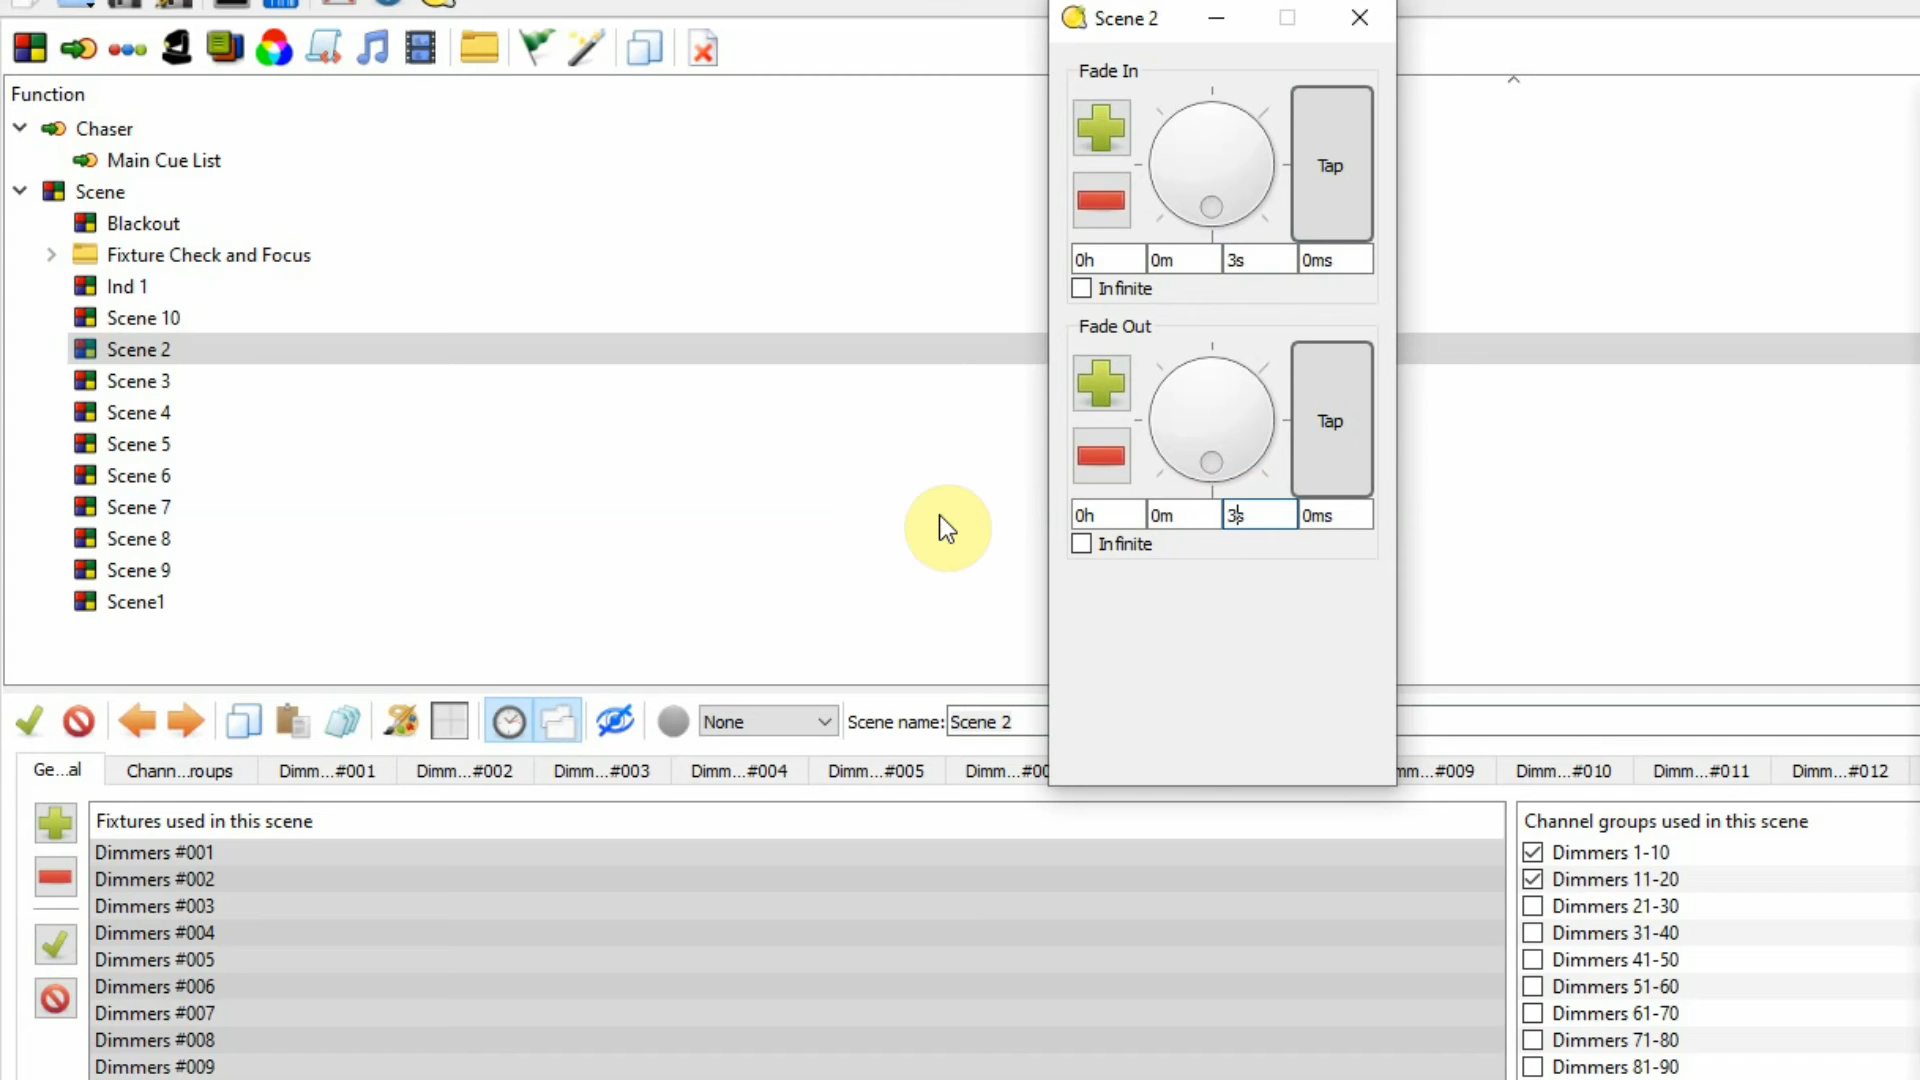 Scene 2
Fade In
Tap
0h 0m 3s 0ms
Infinite
Fade Out
Tap
0h 0m 3s 0ms
Infinite
Function
Chaser
Main Cue List
Scene
Blackout
Fixture Check and Focus
Ind 1
Scene 10
Scene 2
Scene 3
Scene 4
Scene 5
Scene 6
Scene 7
Scene 8
Scene 9
Scene1
None Scene name: Scene 2
Ge...al Chann...roups Dimm...#001 Dimm...#002 Dimm...#003 Dimm...#004 Dimm...#005 Dimm...#00 mm...#009 Dimm...#010 Dimm...#011 Dimm...#012
Fixtures used in this scene
Dimmers #001
Dimmers #002
Dimmers #003
Dimmers #004
Dimmers #005
Dimmers #006
Dimmers #007
Dimmers #008
Dimmers #009
Channel groups used in this scene
Dimmers 1-10
Dimmers 11-20
Dimmers 21-30
Dimmers 31-40
Dimmers 41-50
Dimmers 51-60
Dimmers 61-70
Dimmers 71-80
Dimmers 81-90